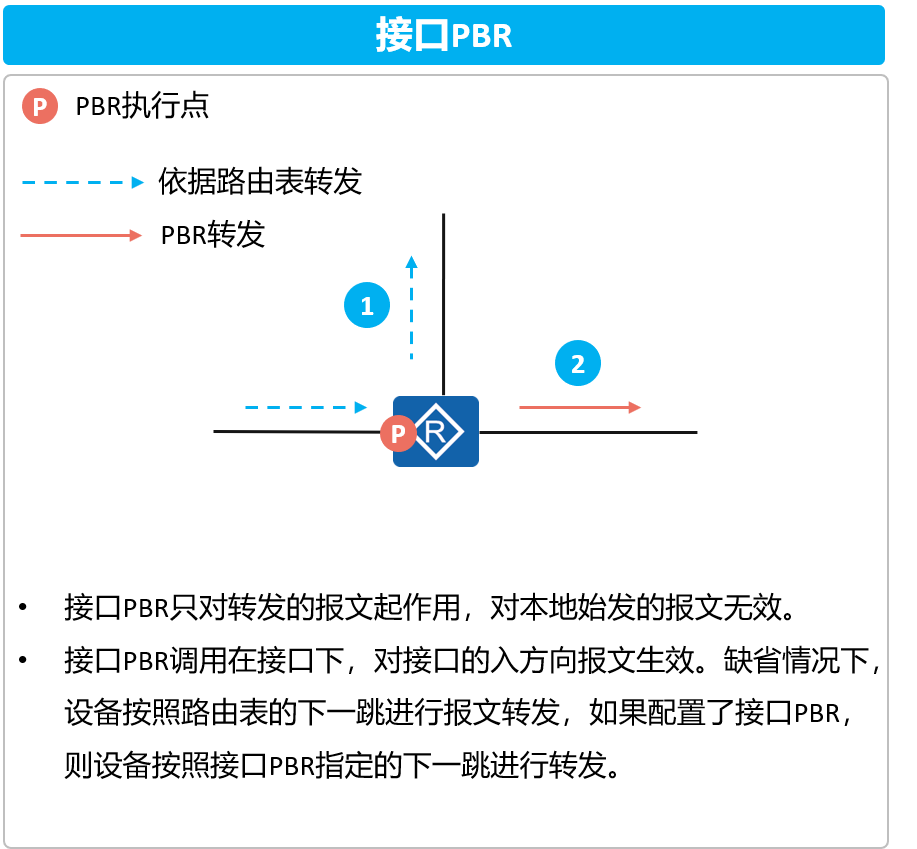 接口PBR
P PBR执行点
依据路由表转发
PBR转发
1
2
P R
• 接口PBR只对转发的报文起作用，对本地始发的报文无效。
• 接口PBR调用在接口下，对接口的入方向报文生效。缺省情况下，
设备按照路由表的下一跳进行报文转发，如果配置了接口PBR，
则设备按照接口PBR指定的下一跳进行转发。